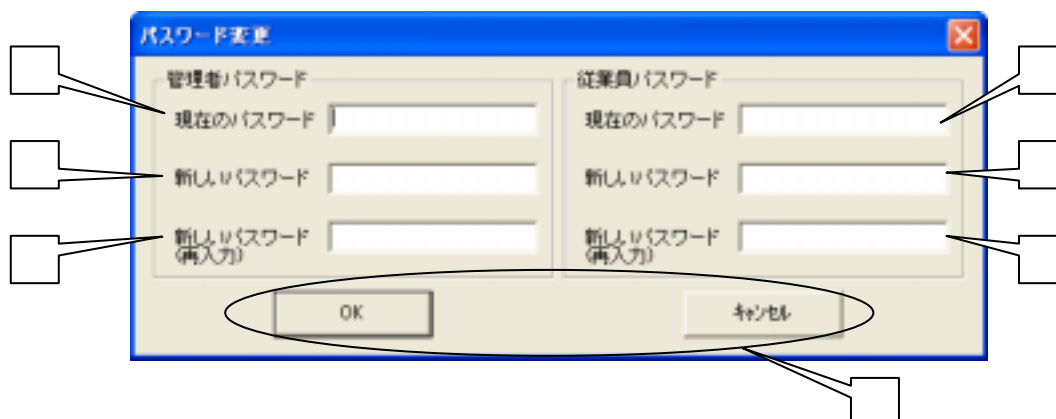 パスワード変更
管理者パスワード
現在のパスワード
新しいパスワード
新しいパスワード
(再入力)
従業員パスワード
現在のパスワード
新しいパスワード
新しいパスワード
(再入力)
OK
キャンセル